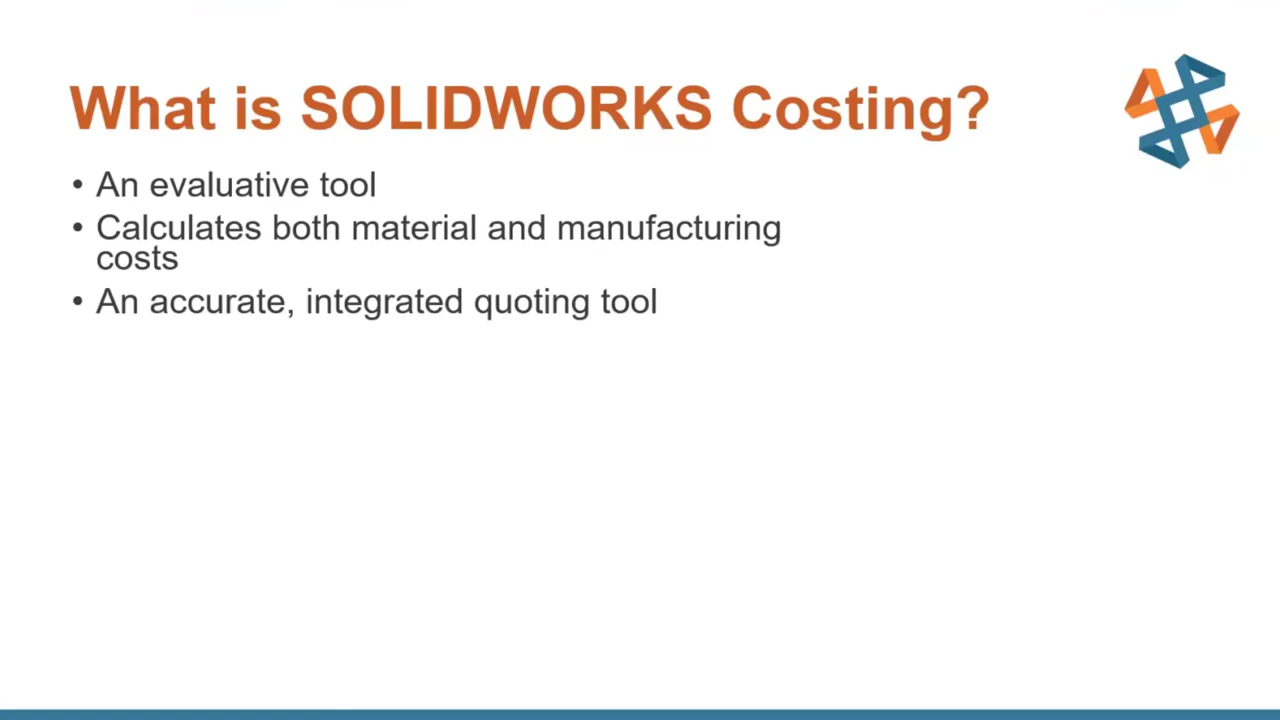 What is SOLIDWORKS Costing?
• An evaluative tool
• Calculates both material and manufacturing
costs
• An accurate, integrated quoting tool